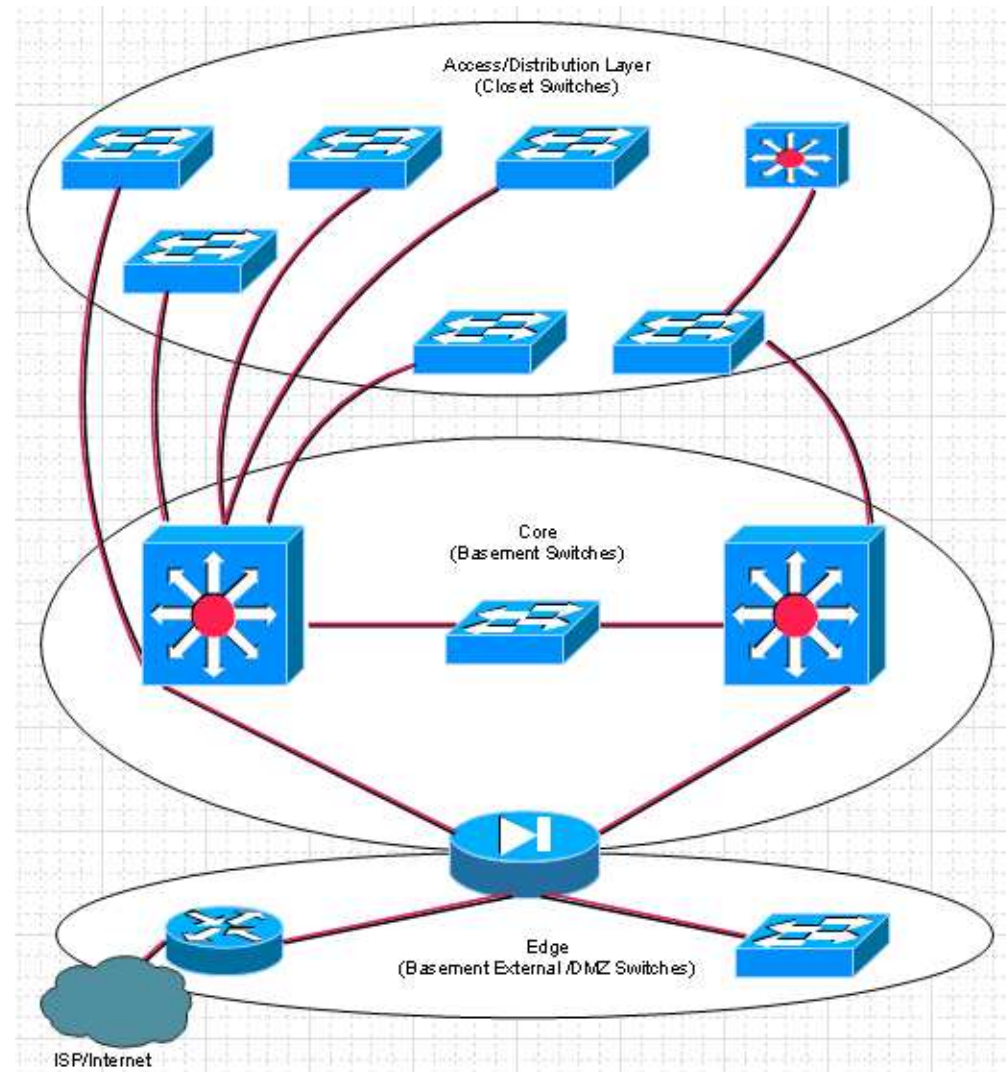 Access/Distribution Layer
(Closet Switches)
Core
(Basement Switches)
Edge
(Basement External /DMZ Switches)
ISP/Internet